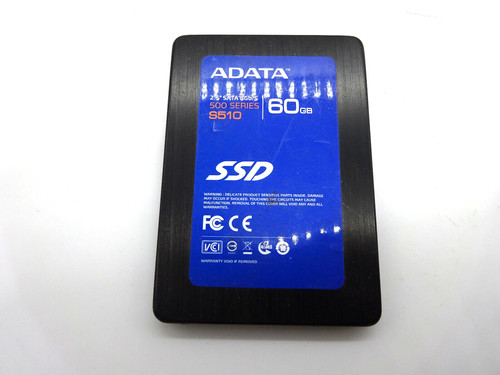 ADATA™
2.5" SATA 6Gb/s
500 SERIES
S510
60GB
SSD
WARNING : DELICATE PRODUCT SENSITIVE PARTS INSIDE. DAMAGE
MAY OCCUR IF SHOCKED. TOUCHING THE CIRCUITS MAY CAUSE
MALFUNCTION. REMOVAL OF THIS COVER WILL VOID ANY AND ALL
WARRANTIES.
FC CE
VCI
WARRANTY VOID IF REMOVED